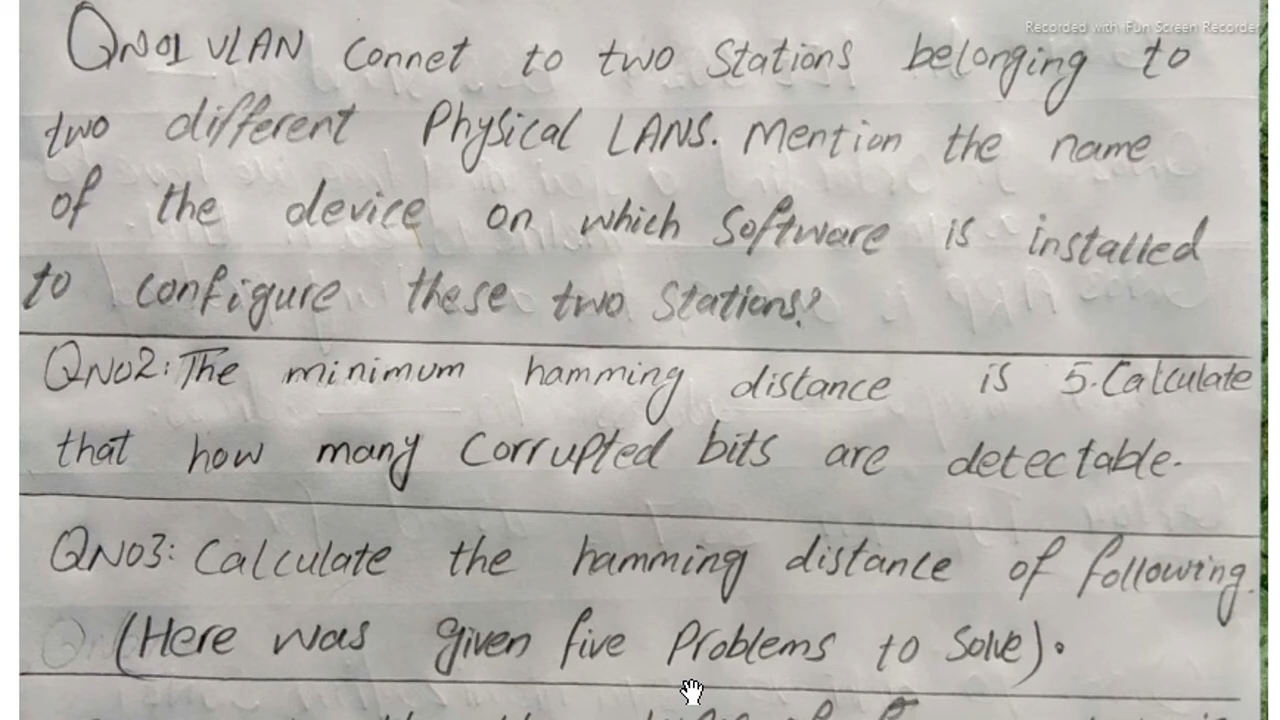 Recorded with Fun Screen Recorder
QNo1 VLAN Connet to two Stations belonging to
two different Physical LANS. Mention the name
of the device on which Software is installed
to configure these two Stations?
QNo2: The minimum hamming distance is 5. Calculate
that how many Corrupted bits are detectable.
QNo3: Calculate the hamming distance of following.
(Here was given five Problems to Solve).